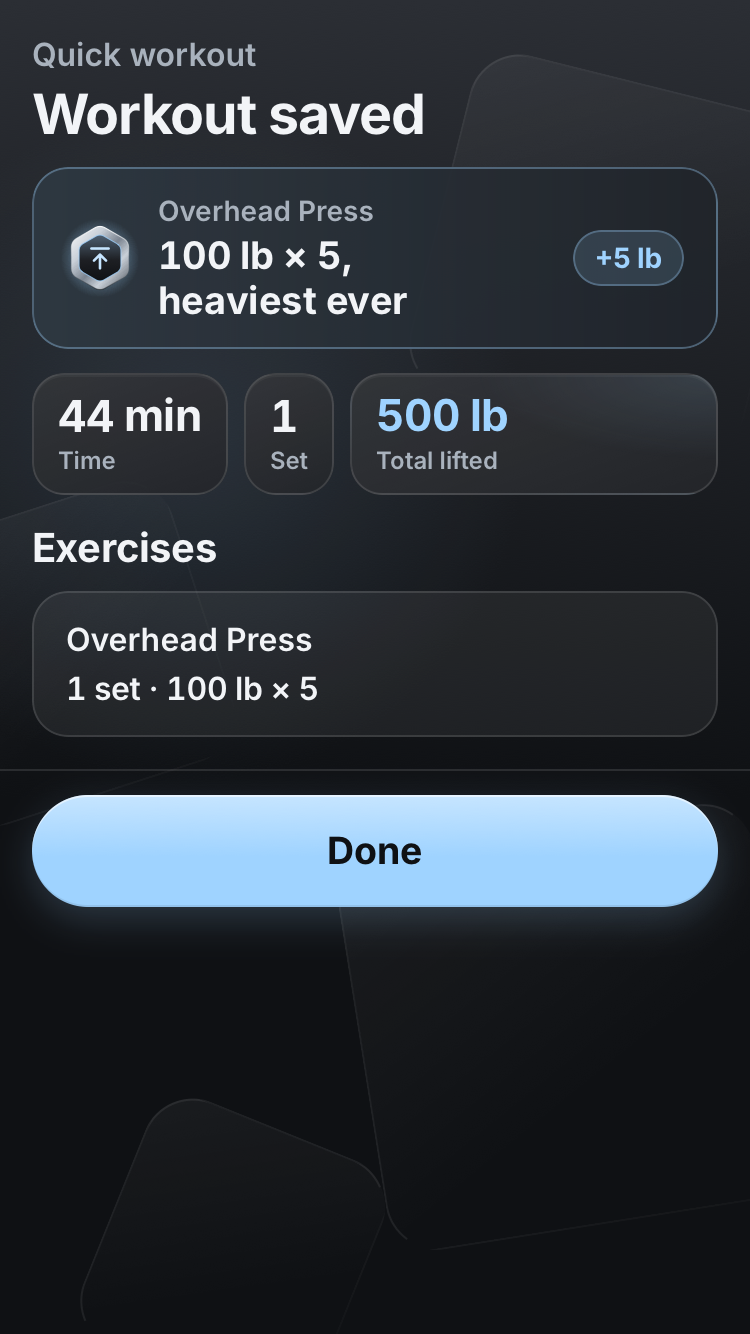 Quick workout
Workout saved
Overhead Press
100 lb × 5,
heaviest ever
+5 lb
44 min
Time
1
Set
500 lb
Total lifted
Exercises
Overhead Press
1 set · 100 lb × 5
Done